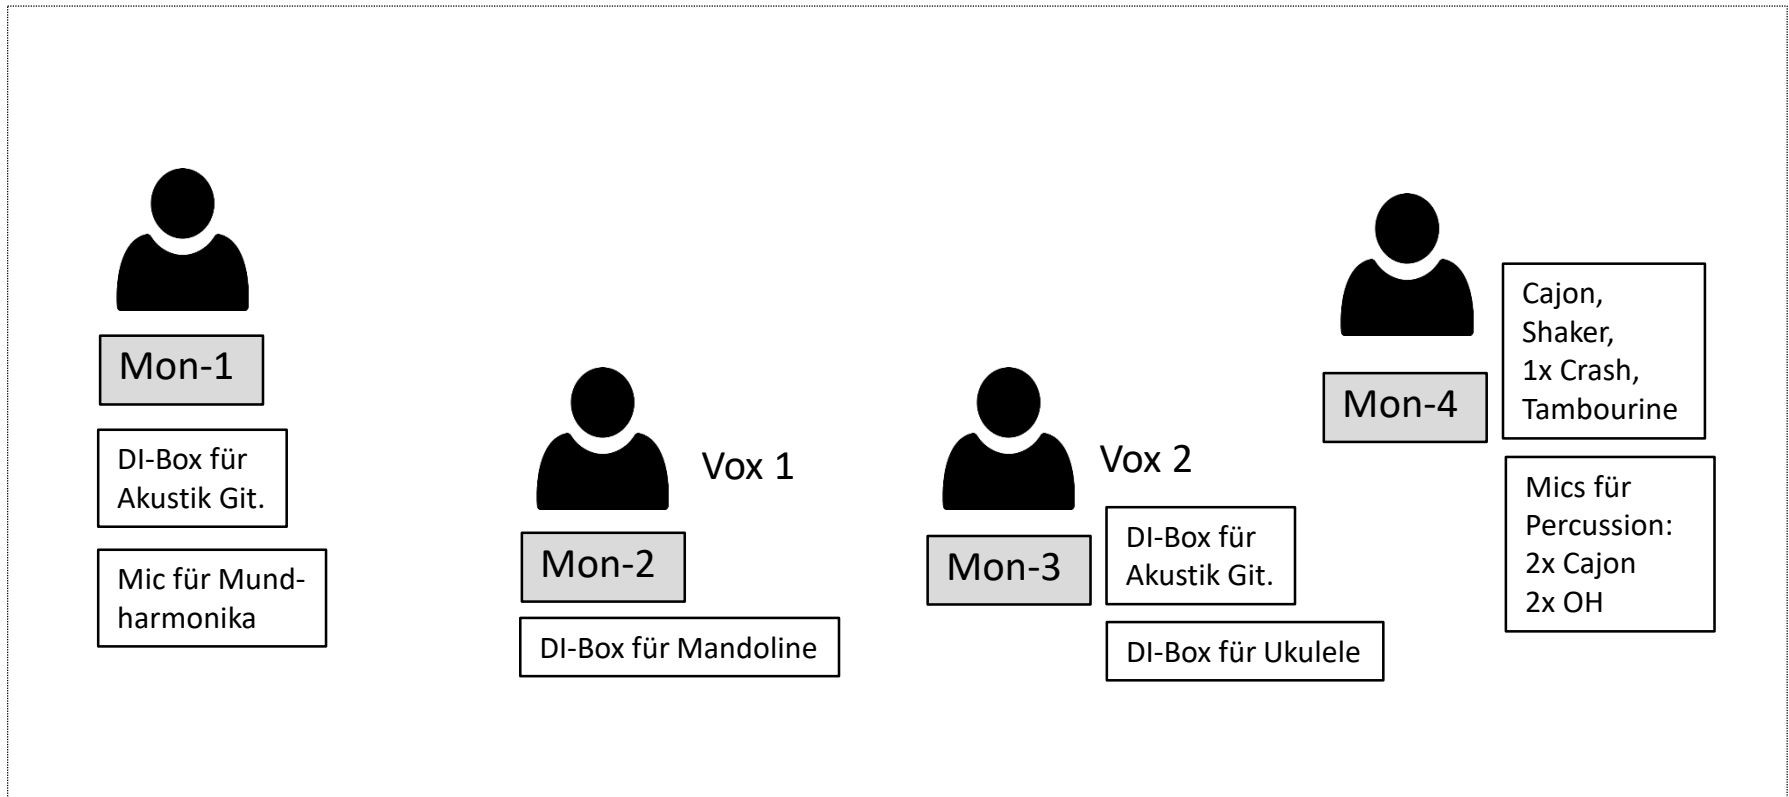 Mon-1
DI-Box für
Akustik Git.
Mic für Mund-
harmonika
Vox 1
Mon-2
DI-Box für Mandoline
Vox 2
Mon-3
DI-Box für
Akustik Git.
DI-Box für Ukulele
Mon-4
Cajon,
Shaker,
1x Crash,
Tambourine
Mics für
Percussion:
2x Cajon
2x OH